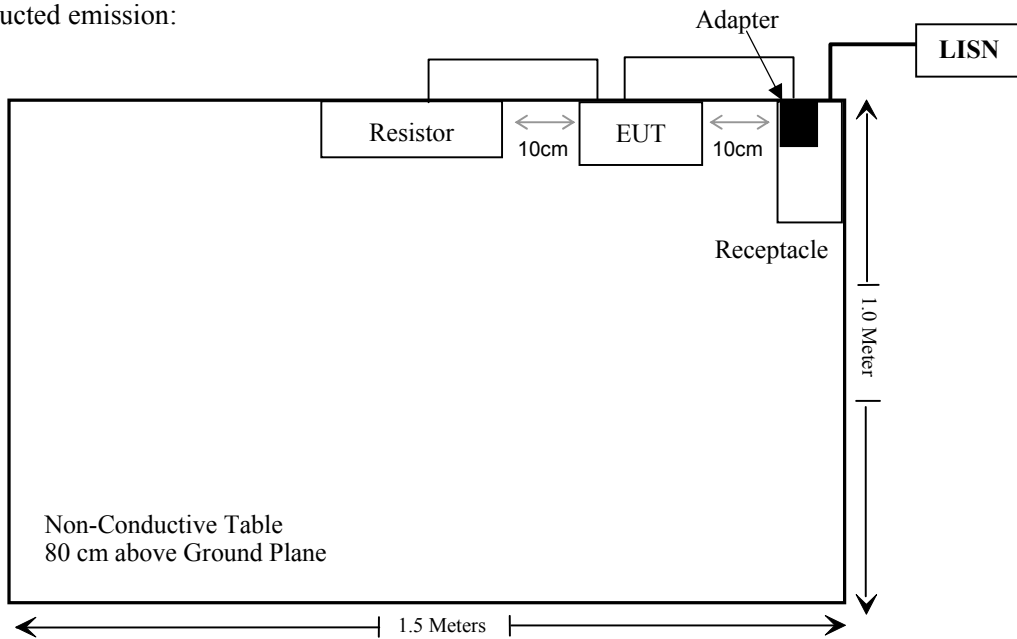 ucted emission:
Adapter
LISN
Resistor
10cm
EUT
10cm
Receptacle
1.0 Meter
Non-Conductive Table
80 cm above Ground Plane
1.5 Meters